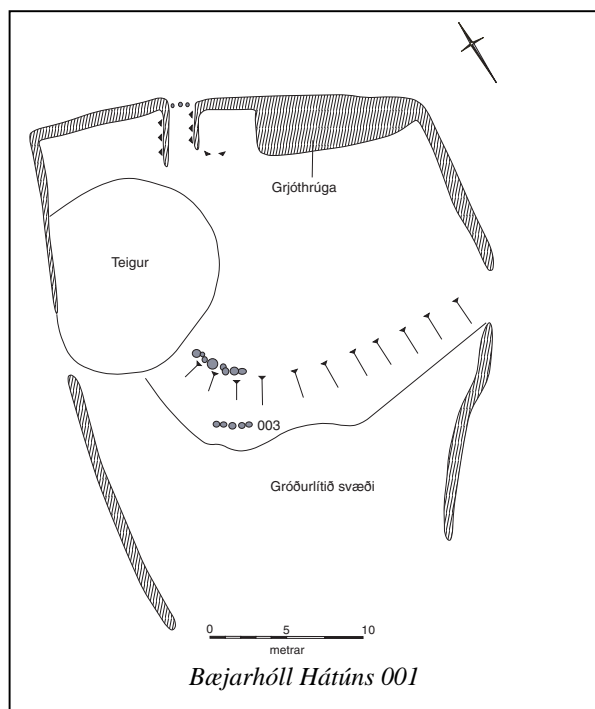 Grjóthrúga
Teigur
003
Gróðurlítið svæði
0 5 10
metrar
Bæjarhóll Hátúns 001